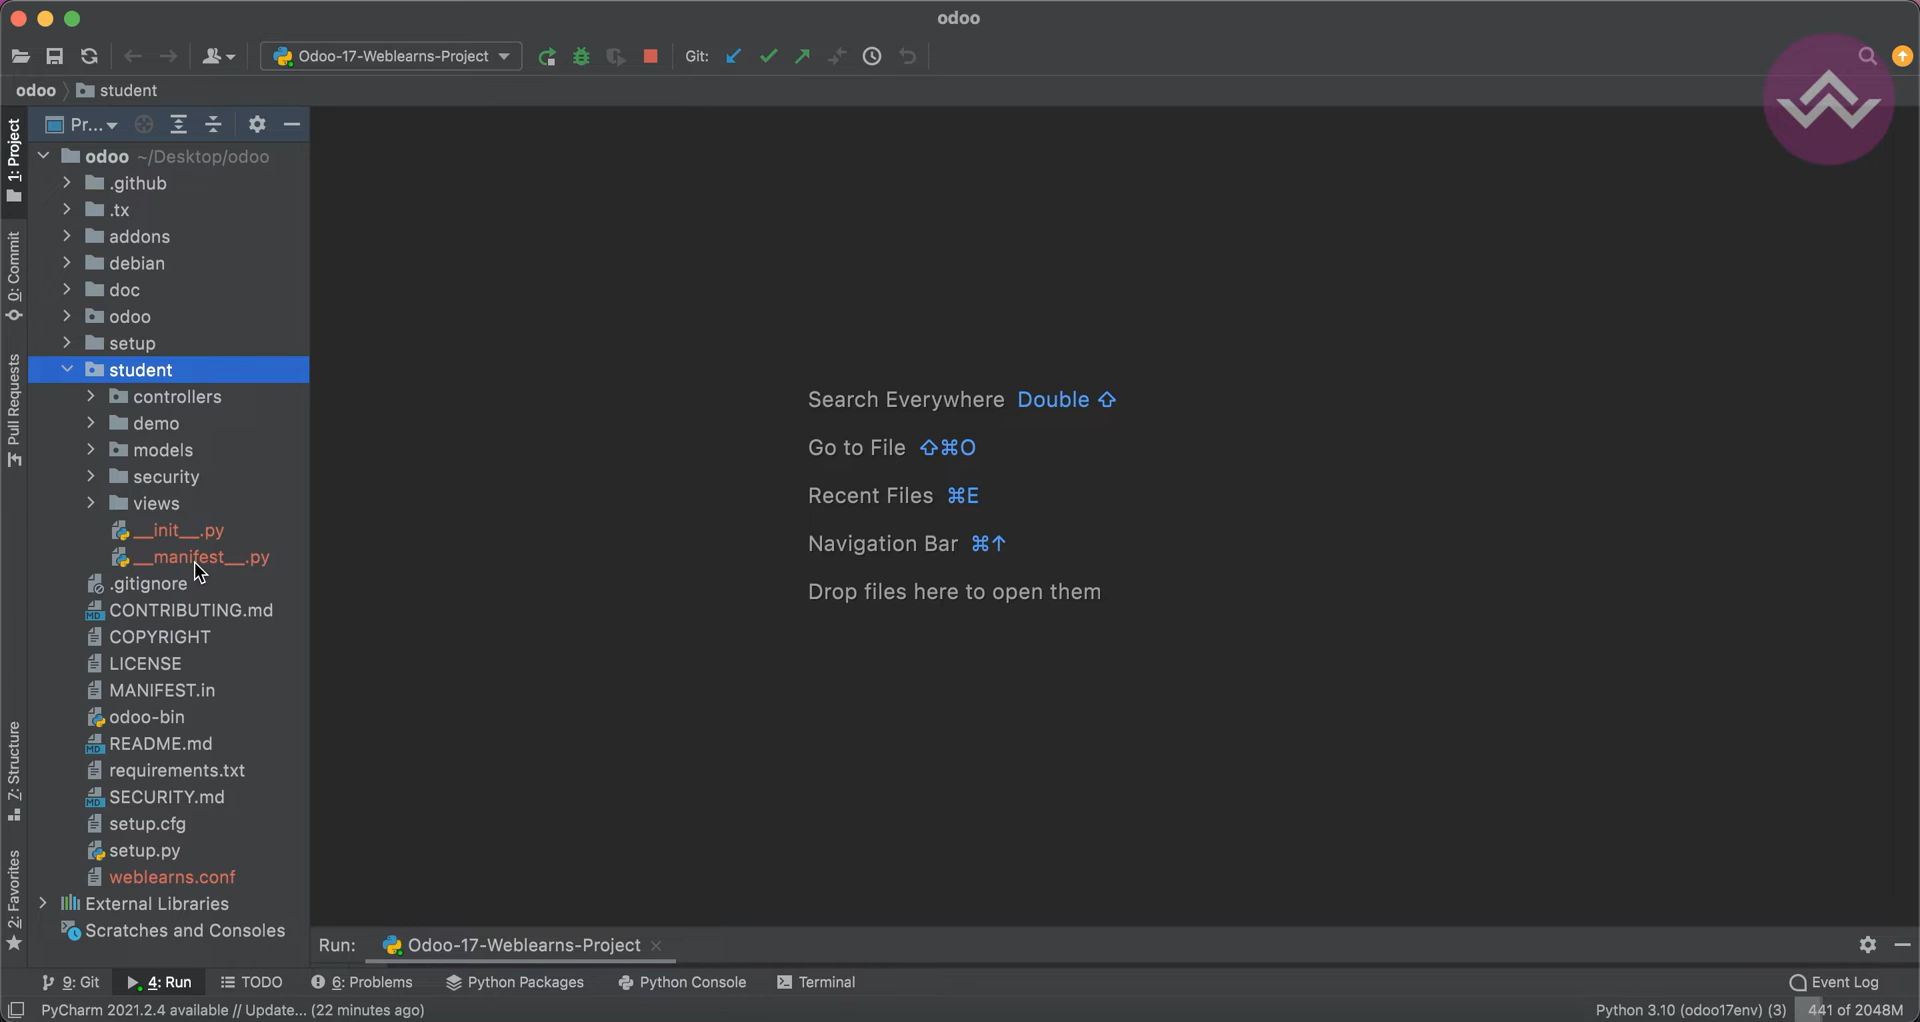 odoo
Odoo-17-Weblearns-Project
Git:
odoo
student
1: Project
0: Commit
Pull Requests
Z: Structure
2: Favorites
Pr...
odoo ~/Desktop/odoo
.github
.tx
addons
debian
doc
odoo
setup
student
controllers
demo
models
security
views
__init__.py
__manifest__.py
.gitignore
CONTRIBUTING.md
COPYRIGHT
LICENSE
MANIFEST.in
odoo-bin
README.md
requirements.txt
SECURITY.md
setup.cfg
setup.py
weblearns.conf
External Libraries
Scratches and Consoles
Search Everywhere Double ⇧
Go to File ⇧⌘O
Recent Files ⌘E
Navigation Bar ⌘↑
Drop files here to open them
Run: Odoo-17-Weblearns-Project
9: Git
4: Run
TODO
6: Problems
Python Packages
Python Console
Terminal
Event Log
PyCharm 2021.2.4 available // Update... (22 minutes ago)
Python 3.10 (odoo17env) (3)
441 of 2048M